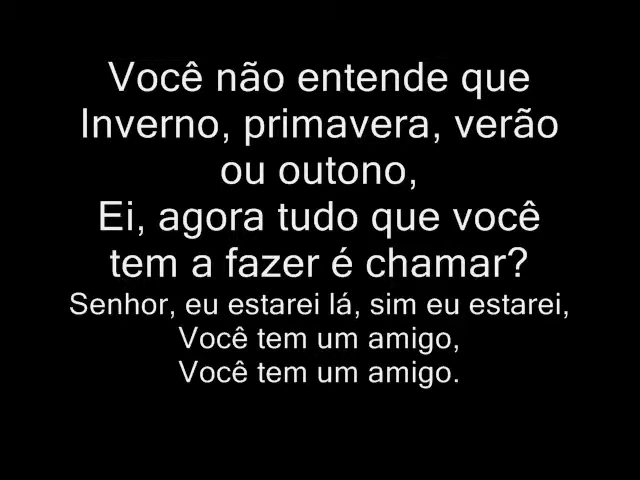 Você não entende que
Inverno, primavera, verão
ou outono,
Ei, agora tudo que você
tem a fazer é chamar?
Senhor, eu estarei lá, sim eu estarei,
Você tem um amigo,
Você tem um amigo.